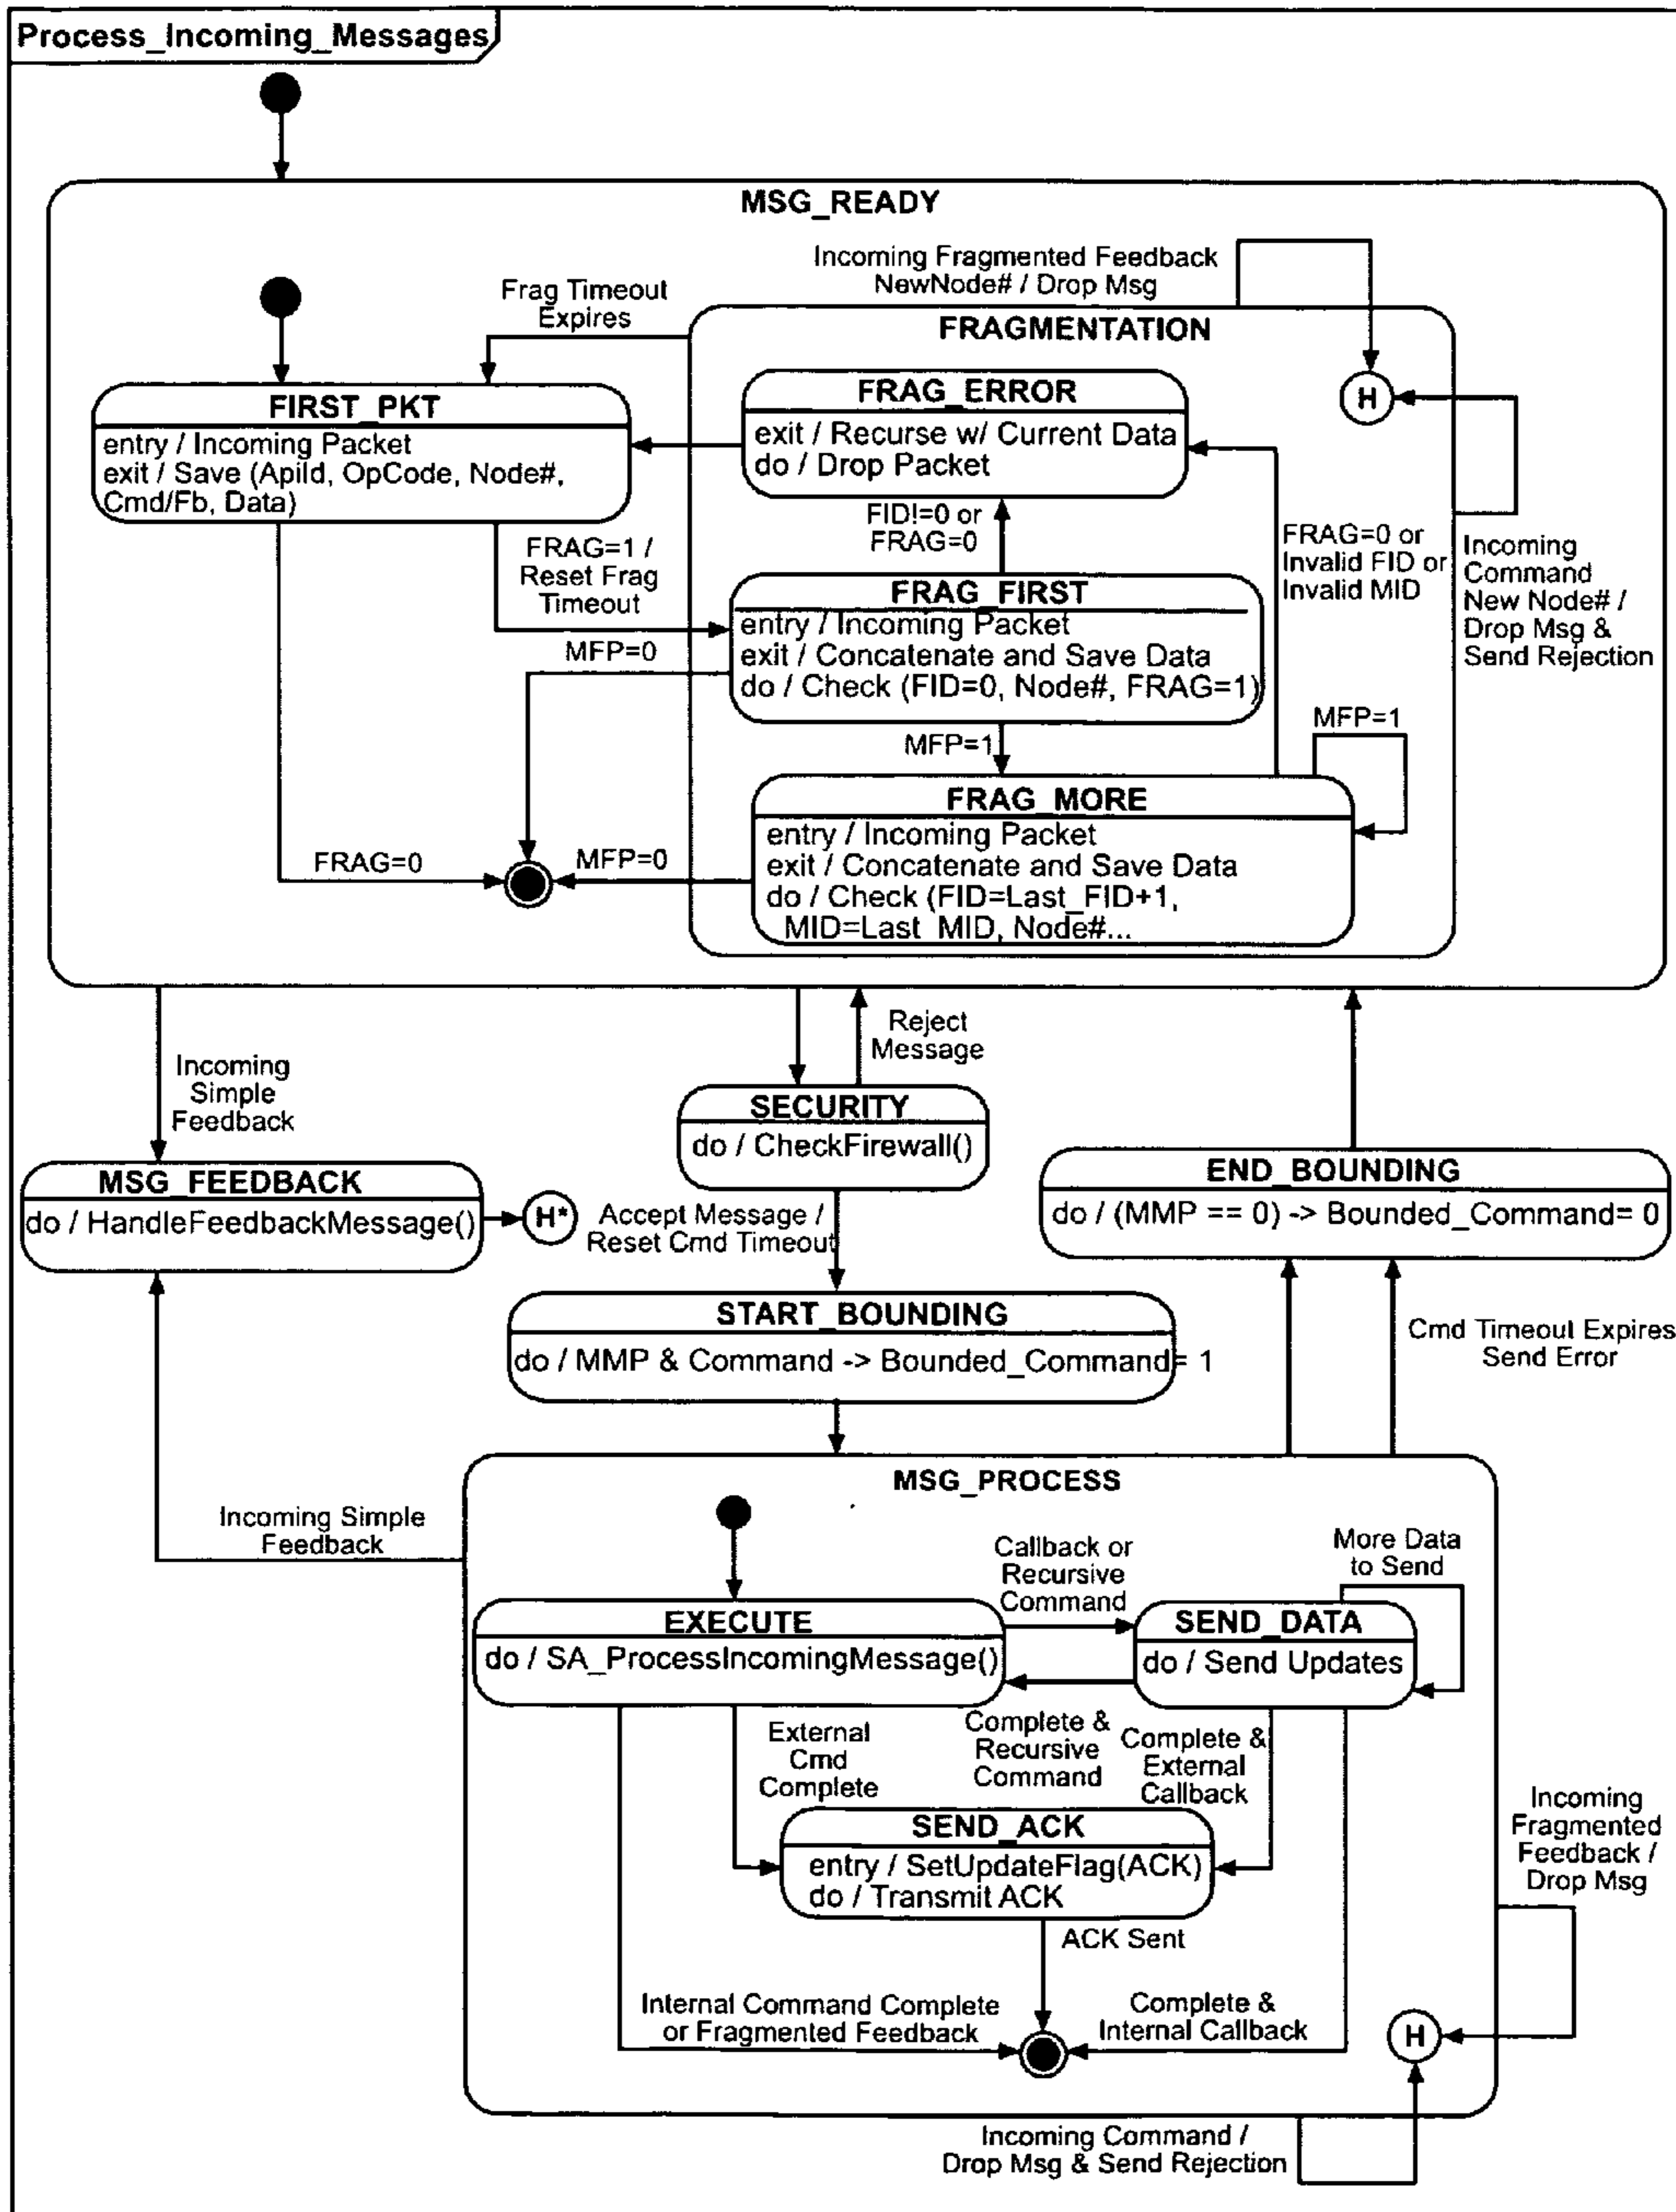 Process_Incoming_Messages
MSG_READY
Incoming Fragmented Feedback
NewNode# / Drop Msg
Frag Timeout
Expires
FRAGMENTATION
FIRST_PKT
entry / Incoming Packet
exit / Save (ApiId, OpCode, Node#,
Cmd/Fb, Data)
FRAG_ERROR
exit / Recurse w/ Current Data
do / Drop Packet
H
FID!=0 or
FRAG=0
FRAG=1 /
Reset Frag
Timeout
FRAG=0 or
Invalid FID or
Invalid MID
Incoming
Command
New Node# /
Drop Msg &
Send Rejection
FRAG_FIRST
entry / Incoming Packet
exit / Concatenate and Save Data
do / Check (FID=0, Node#, FRAG=1)
MFP=0
MFP=1
MFP=1
FRAG_MORE
entry / Incoming Packet
exit / Concatenate and Save Data
do / Check (FID=Last_FID+1,
MID=Last_MID, Node#...
FRAG=0
MFP=0
Incoming
Simple
Feedback
Reject
Message
SECURITY
do / CheckFirewall()
MSG_FEEDBACK
do / HandleFeedbackMessage()
H*
Accept Message /
Reset Cmd Timeout
END_BOUNDING
do / (MMP == 0) -> Bounded_Command= 0
START_BOUNDING
do / MMP & Command -> Bounded_Command= 1
Cmd Timeout Expires
Send Error
MSG_PROCESS
Incoming Simple
Feedback
Callback or
Recursive
Command
More Data
to Send
EXECUTE
do / SA_ProcessIncomingMessage()
SEND_DATA
do / Send Updates
External
Cmd
Complete
Complete &
Recursive
Command
Complete &
External
Callback
SEND_ACK
entry / SetUpdateFlag(ACK)
do / Transmit ACK
Incoming
Fragmented
Feedback /
Drop Msg
ACK Sent
Internal Command Complete
or Fragmented Feedback
Complete &
Internal Callback
H
Incoming Command /
Drop Msg & Send Rejection